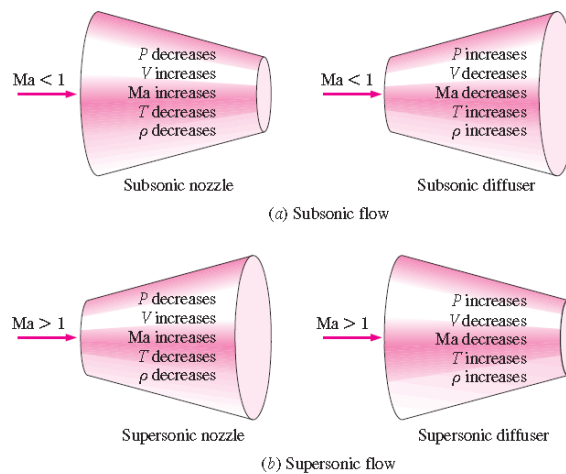 P decreases
V increases
Ma < 1
Ma increases
T decreases
ρ decreases
Subsonic nozzle
P increases
V decreases
Ma < 1
Ma decreases
T increases
ρ increases
Subsonic diffuser
(a) Subsonic flow
P decreases
V increases
Ma > 1
Ma increases
T decreases
ρ decreases
Supersonic nozzle
P increases
V decreases
Ma > 1
Ma decreases
T increases
ρ increases
Supersonic diffuser
(b) Supersonic flow